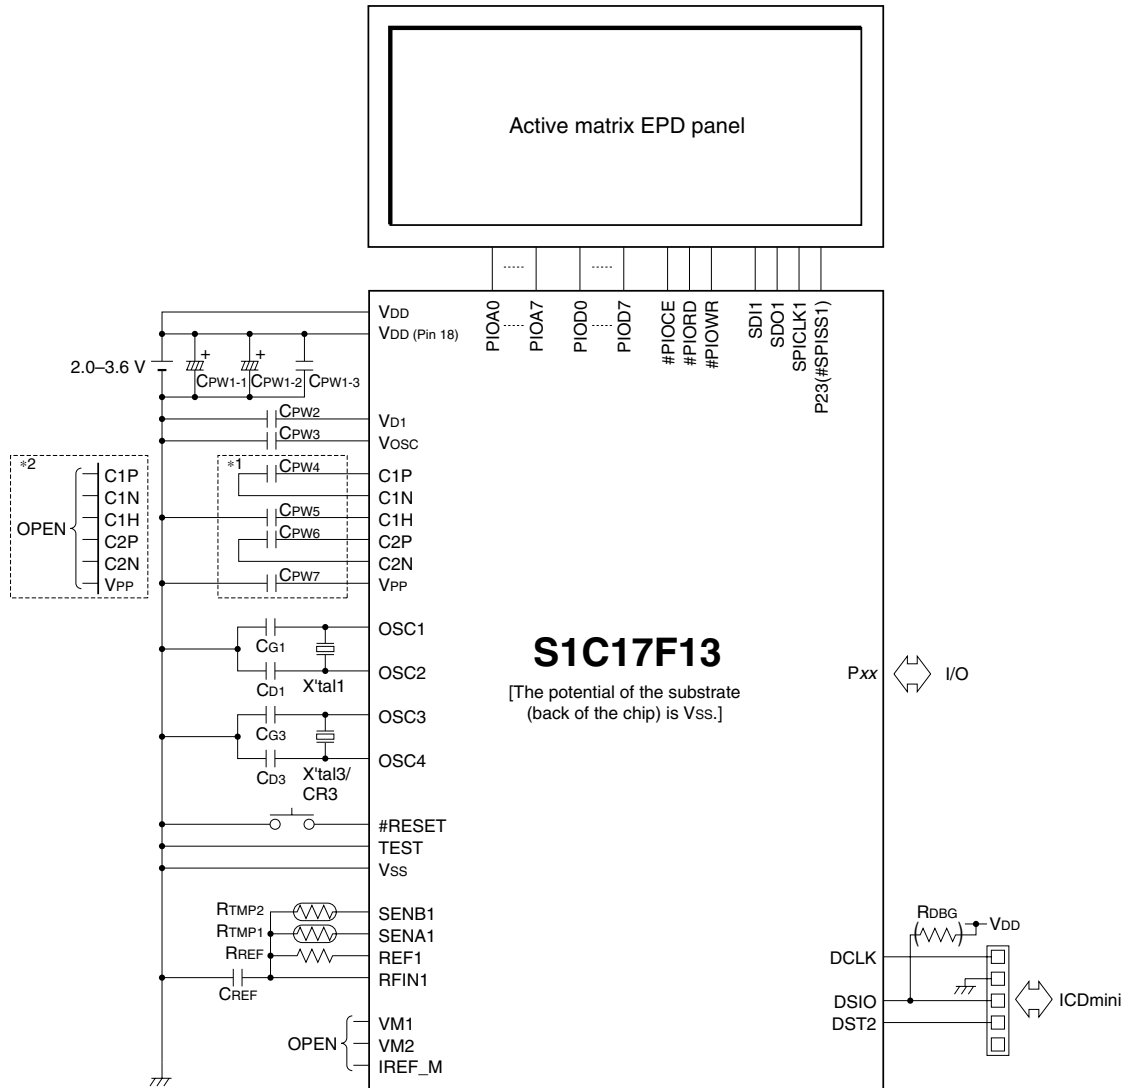 Active matrix EPD panel
PIOA0
PIOA7
PIOD0
PIOD7
#PIOCE
#PIORD
#PIOWR
SDI1
SDO1
SPICLK1
P23(#SPISS1)
VDD
VDD (Pin 18)
2.0–3.6 V
+
+
CPW1-1
CPW1-2
CPW1-3
CPW2
VD1
CPW3
VOSC
*2
C1P
C1N
C1H
C2P
C2N
VPP
OPEN
*1
CPW4
C1P
C1N
CPW5
C1H
CPW6
C2P
C2N
CPW7
VPP
OSC1
CG1
CD1
X'tal1
OSC2
OSC3
CG3
CD3
X'tal3/
CR3
OSC4
#RESET
TEST
VSS
RTMP2
SENB1
RTMP1
SENA1
RREF
REF1
RFIN1
CREF
OPEN
VM1
VM2
IREF_M
S1C17F13
[The potential of the substrate
(back of the chip) is VSS.]
Pxx
I/O
RDBG
VDD
DCLK
DSIO
DST2
ICDmini